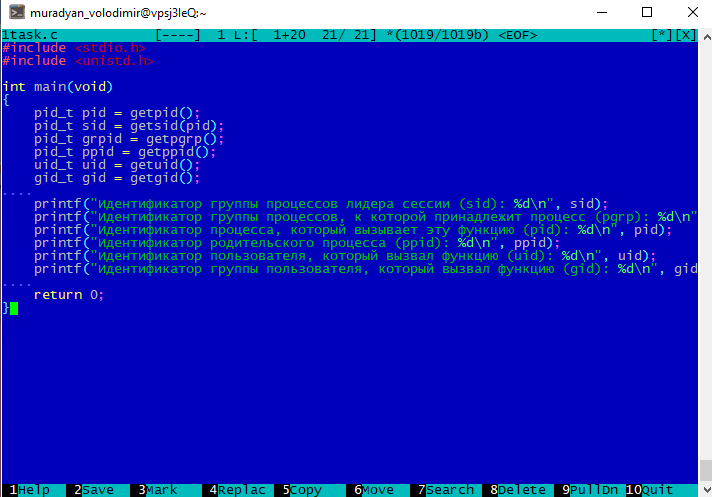 muradyan_volodimir@vpsj3leQ:~
1task.c [----] 1 L:[ 1+20 21/ 21] *(1019/1019b) <EOF> [*][X]
#include <stdio.h>
#include <unistd.h>
int main(void)
{
pid_t pid = getpid();
pid_t sid = getsid(pid);
pid_t grpid = getpgrp();
pid_t ppid = getppid();
uid_t uid = getuid();
gid_t gid = getgid();
----
printf("Идентификатор группы процессов лидера сессии (sid): %d\n", sid);
printf("Идентификатор группы процессов, к которой принадлежит процесс (pgrp): %d\n"
printf("Идентификатор процесса, который вызывает эту функцию (pid): %d\n", pid);
printf("Идентификатор родительского процесса (ppid): %d\n", ppid);
printf("Идентификатор пользователя, который вызвал функцию (uid): %d\n", uid);
printf("Идентификатор группы пользователя, который вызвал функцию (gid): %d\n", gid
----
return 0;
}
1Help 2Save 3Mark 4Replac 5Copy 6Move 7Search 8Delete 9PullDn 10Quit